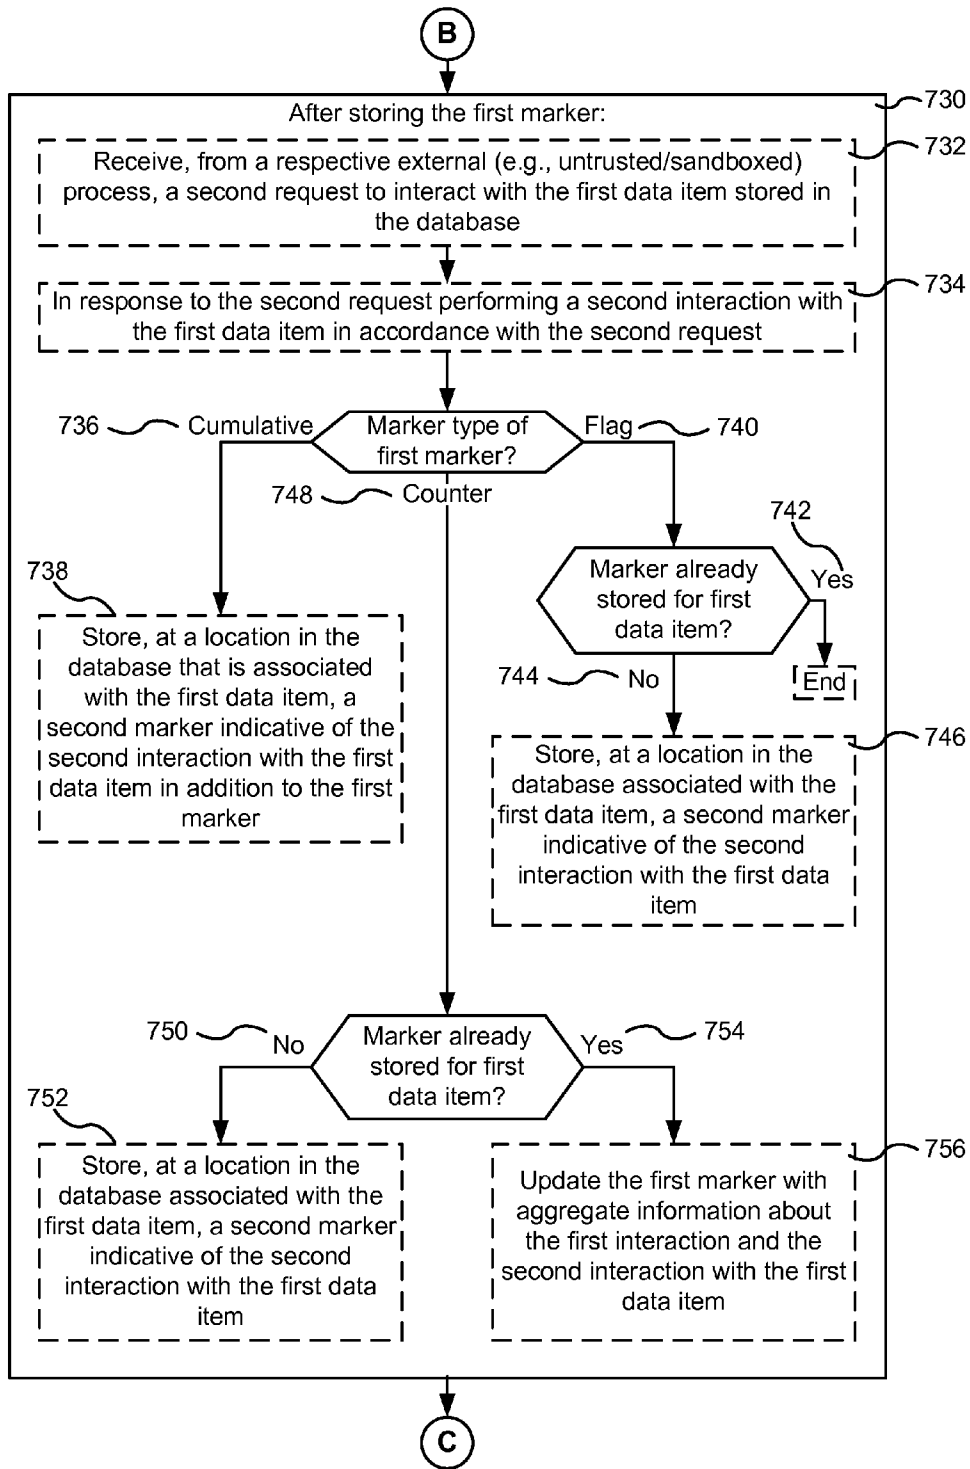 B
After storing the first marker:
730
Receive, from a respective external (e.g., untrusted/sandboxed)
process, a second request to interact with the first data item stored in
the database
732
In response to the second request performing a second interaction with
the first data item in accordance with the second request
734
736
Cumulative
Marker type of
first marker?
Flag
740
748
Counter
738
Store, at a location in the
database that is associated
with the first data item, a
second marker indicative of the
second interaction with the first
data item in addition to the first
marker
Marker already
stored for first
data item?
742
Yes
End
744
No
Store, at a location in the
database associated with the
first data item, a second marker
indicative of the second
interaction with the first data
item
746
750
No
Marker already
stored for first
data item?
Yes
754
752
Store, at a location in the
database associated with the
first data item, a second marker
indicative of the second
interaction with the first data
item
Update the first marker with
aggregate information about
the first interaction and the
second interaction with the first
data item
756
C